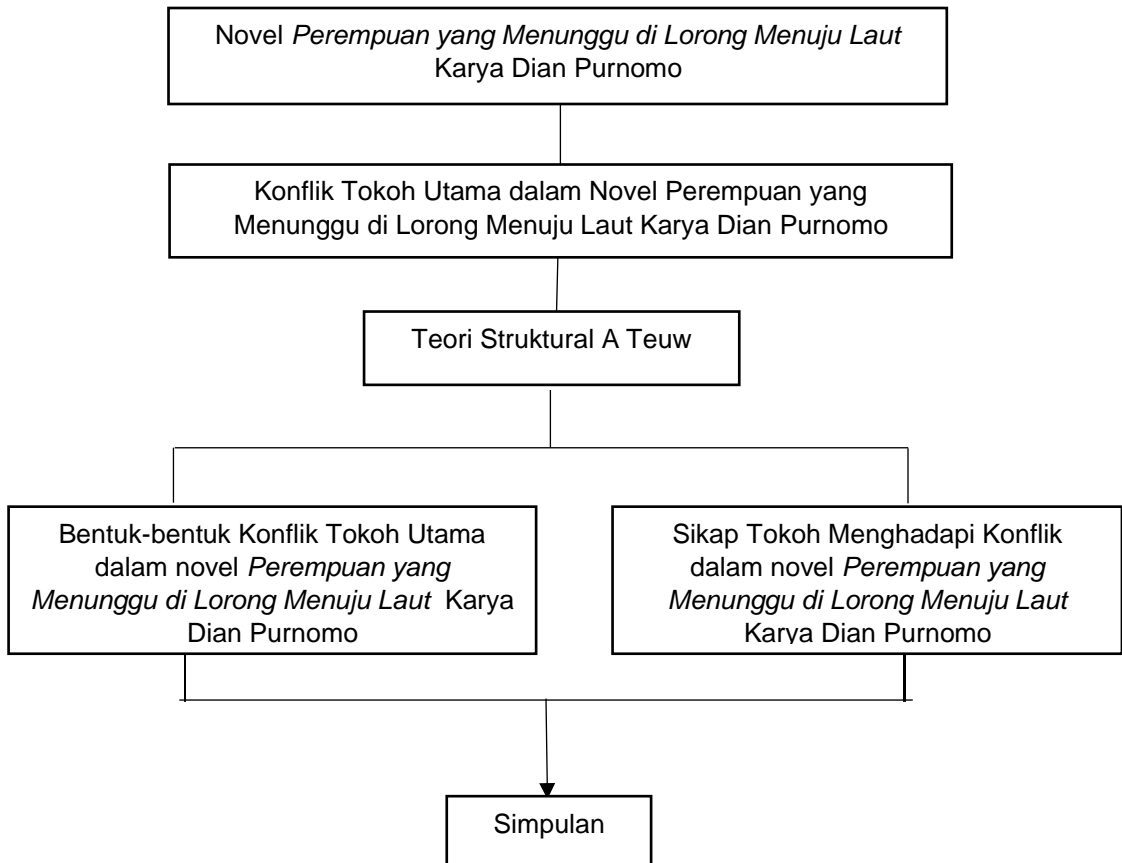 Novel Perempuan yang Menunggu di Lorong Menuju Laut
Karya Dian Purnomo
Konflik Tokoh Utama dalam Novel Perempuan yang
Menunggu di Lorong Menuju Laut Karya Dian Purnomo
Teori Struktural A Teuw
Bentuk-bentuk Konflik Tokoh Utama
dalam novel Perempuan yang
Menunggu di Lorong Menuju Laut Karya
Dian Purnomo
Sikap Tokoh Menghadapi Konflik
dalam novel Perempuan yang
Menunggu di Lorong Menuju Laut
Karya Dian Purnomo
Simpulan